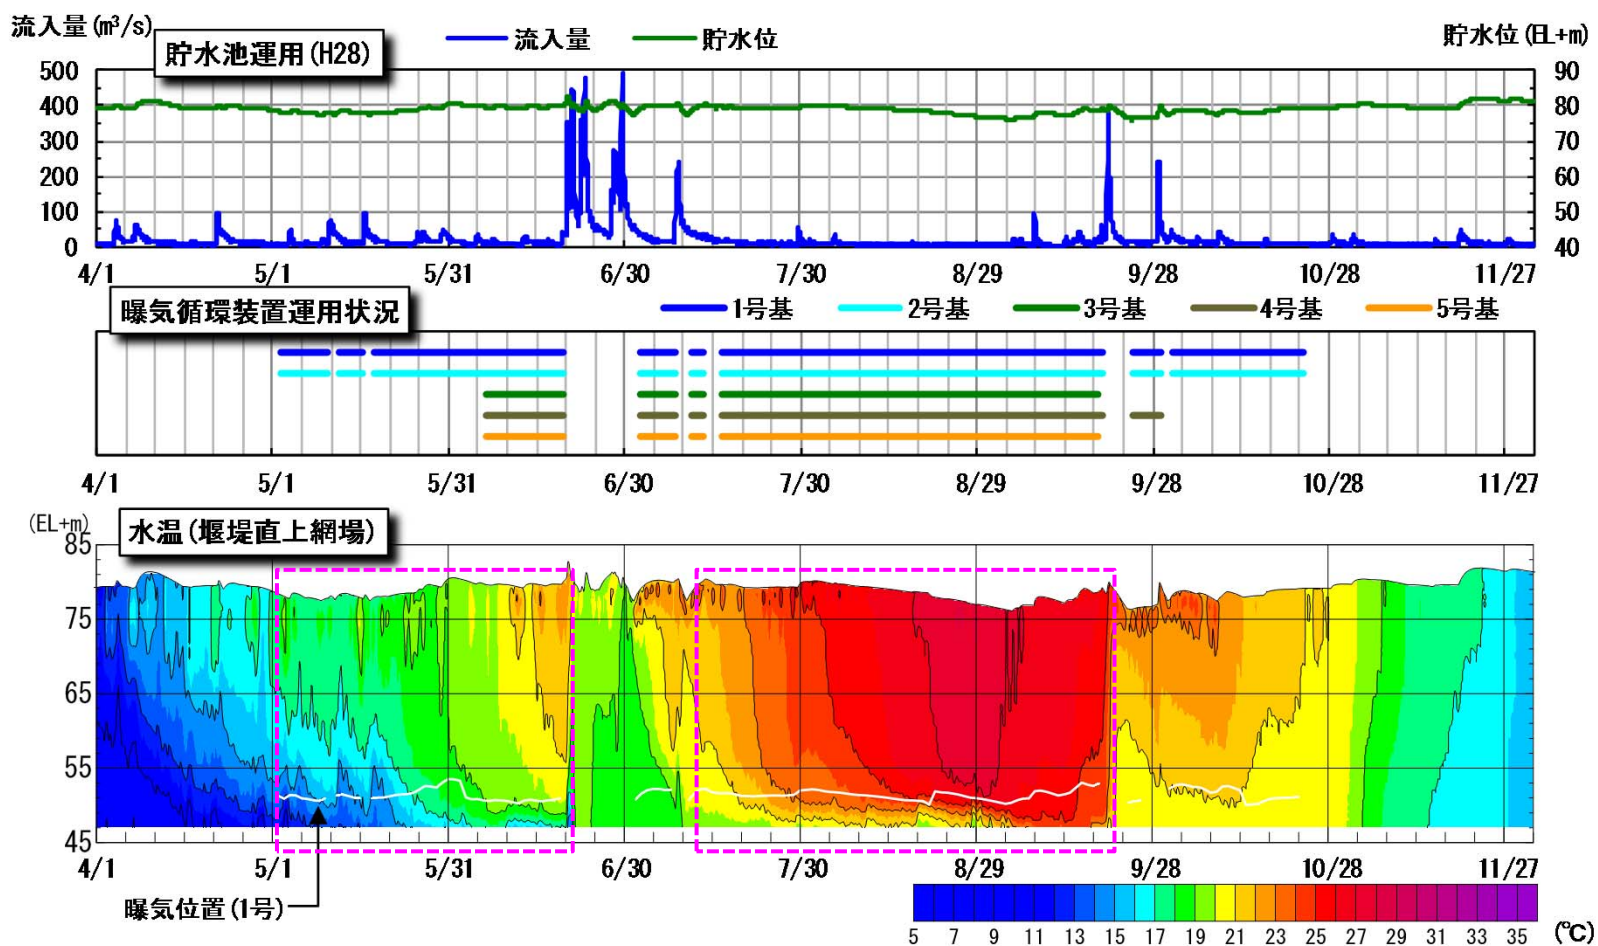 流入量(m³/s)
貯水池運用(H28)
流入量
貯水位
貯水位(EL+m)
500
400
300
200
100
0
90
80
70
60
50
40
4/1 5/1 5/31 6/30 7/30 8/29 9/28 10/28 11/27
曝気循環装置運用状況
1号基 2号基 3号基 4号基 5号基
4/1 5/1 5/31 6/30 7/30 8/29 9/28 10/28 11/27
(EL+m)
水温(堰堤直上網場)
85
75
65
55
45
4/1 5/1 5/31 6/30 7/30 8/29 9/28 10/28 11/27
曝気位置(1号)
5 7 9 11 13 15 17 19 21 23 25 27 29 31 33 35 (℃)